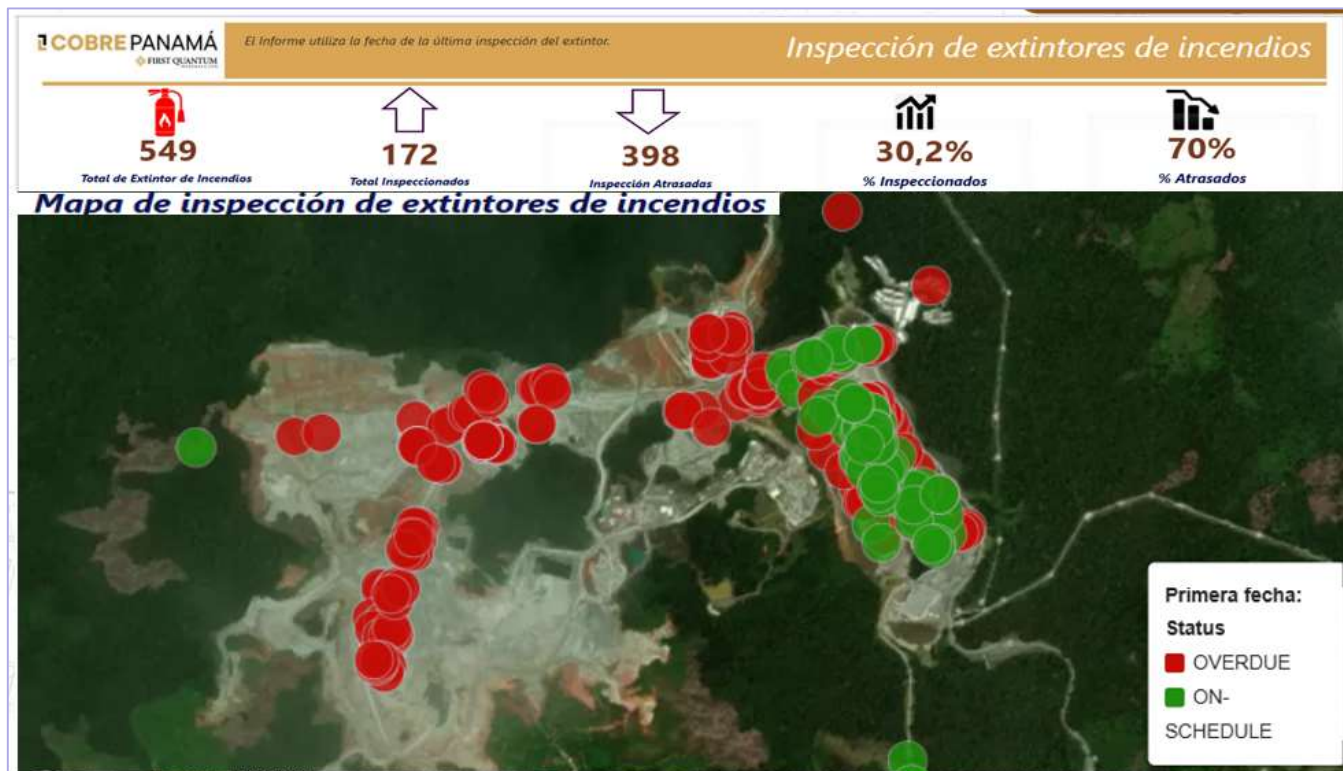 COBRE PANAMÁ
FIRST QUANTUM
El Informe utiliza la fecha de la última inspección del extintor.
Inspección de extintores de incendios
549
Total de Extintor de Incendios
172
Total Inspeccionado
398
Inspección Atrasadas
30,2%
% Inspeccionados
70%
% Atrasados
Mapa de inspección de extintores de incendios
Primera fecha:
Status
OVERDUE
ON-
SCHEDULE